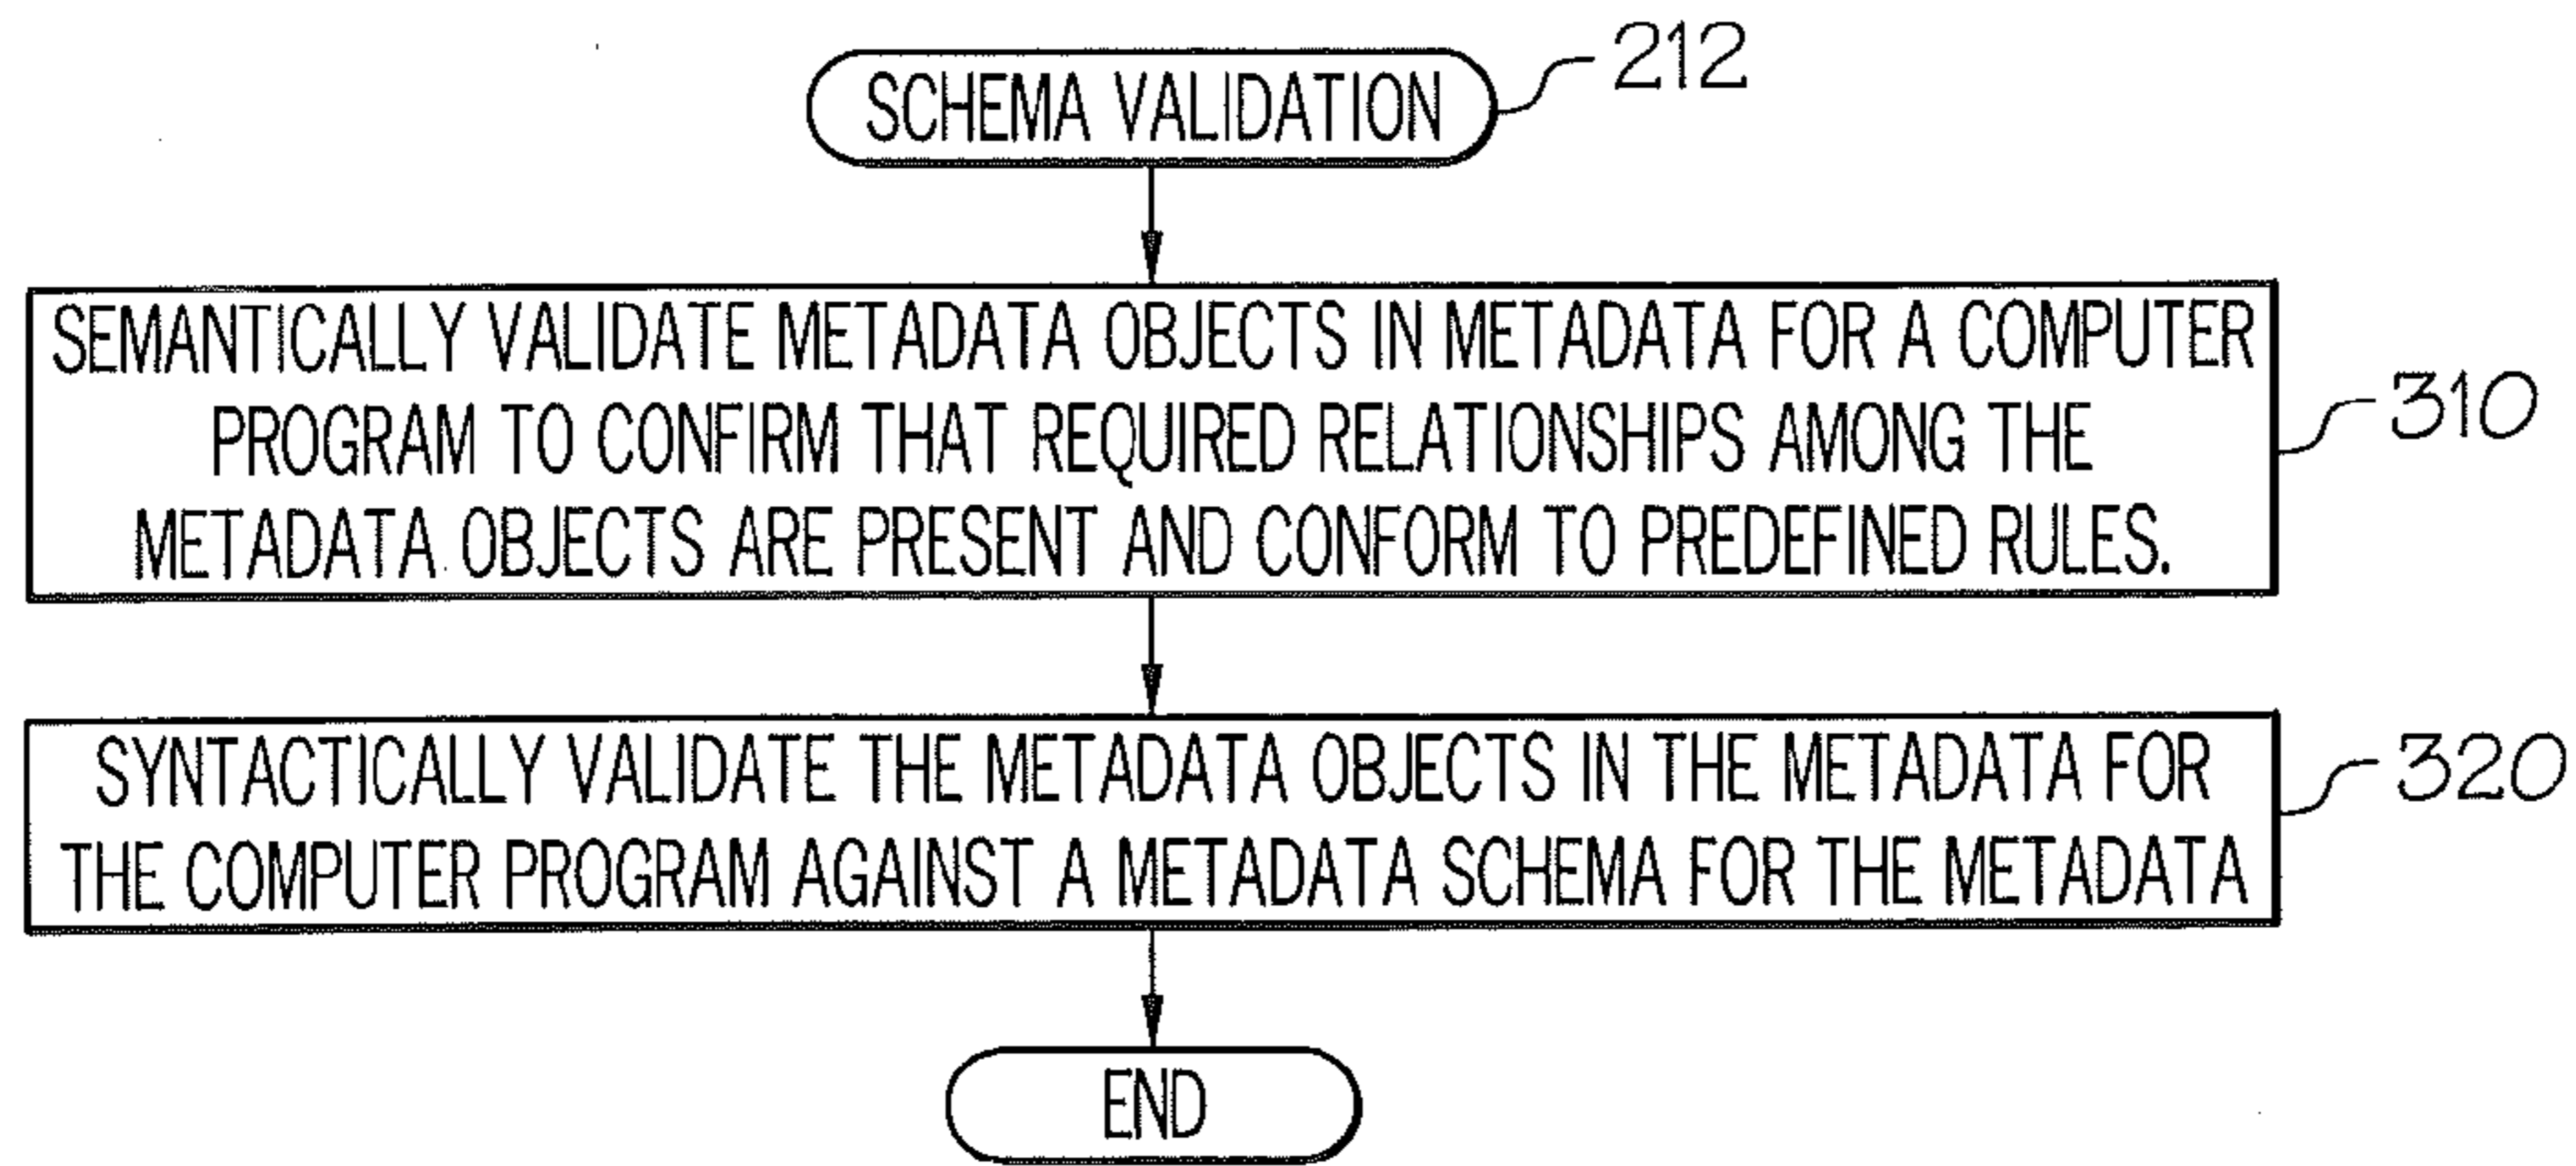 SCHEMA VALIDATION
212
SEMANTICALLY VALIDATE METADATA OBJECTS IN METADATA FOR A COMPUTER
PROGRAM TO CONFIRM THAT REQUIRED RELATIONSHIPS AMONG THE
METADATA OBJECTS ARE PRESENT AND CONFORM TO PREDEFINED RULES.
310
SYNTACTICALLY VALIDATE THE METADATA OBJECTS IN THE METADATA FOR
THE COMPUTER PROGRAM AGAINST A METADATA SCHEMA FOR THE METADATA
320
END